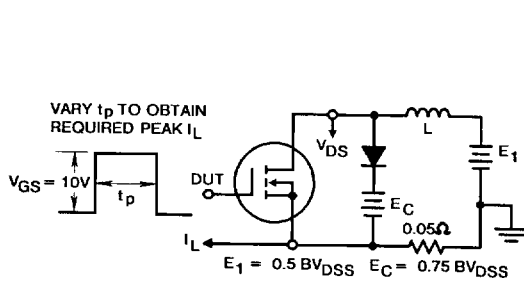 VARY tp TO OBTAIN
REQUIRED PEAK IL
VGS = 10V
tp
DUT
VDS
L
E1
EC
0.05Ω
IL
E1 = 0.5 BVDSS EC = 0.75 BVDSS